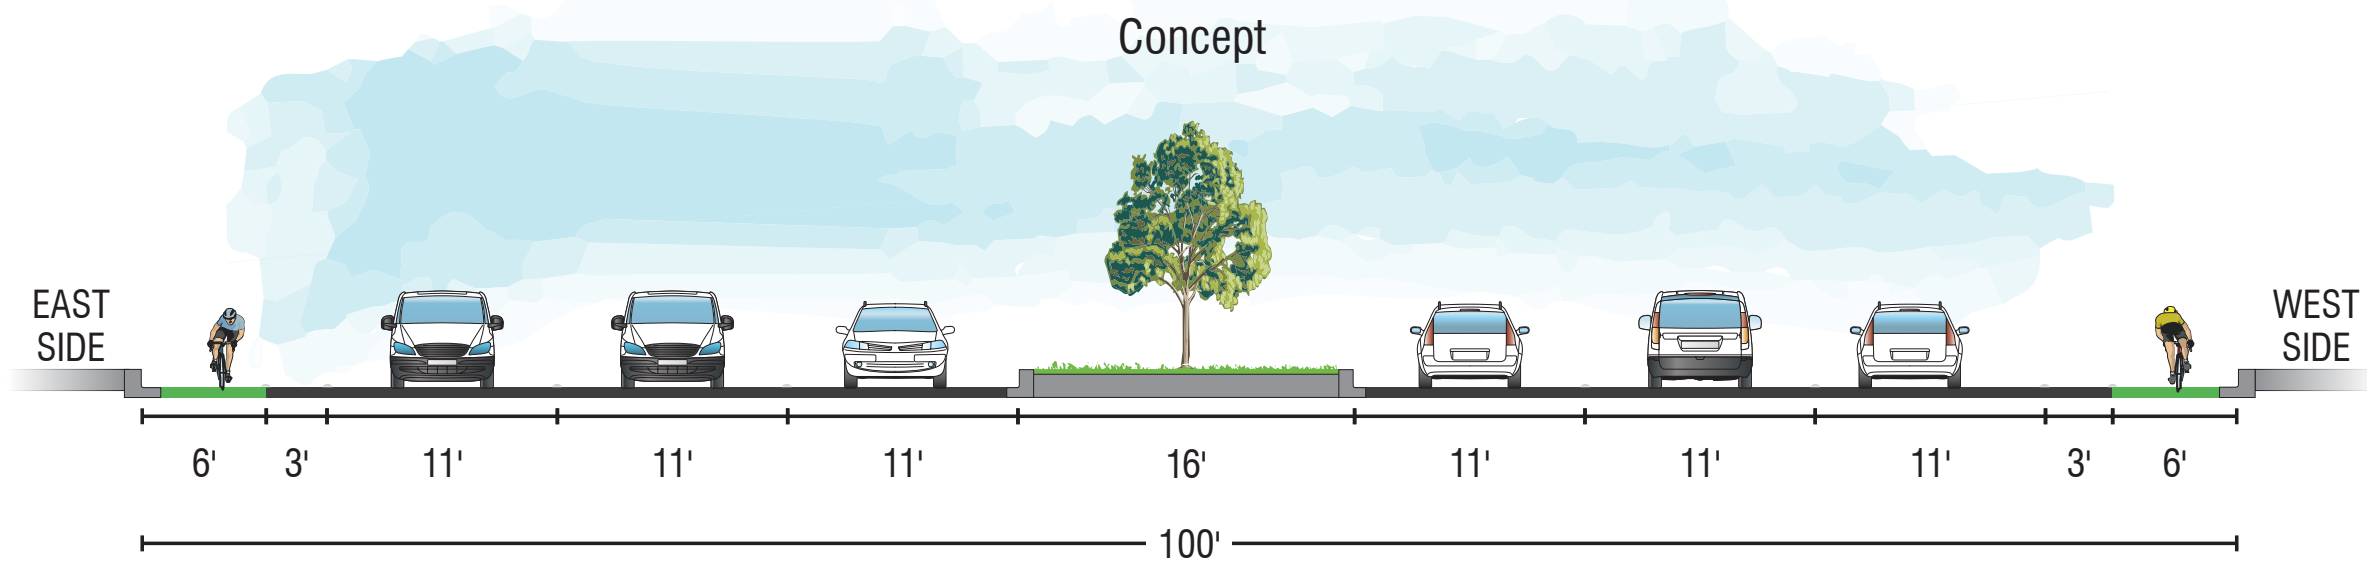 Concept
EAST
SIDE
WEST
SIDE
6' 3' 11' 11' 11' 16' 11' 11' 11' 3' 6'
100'